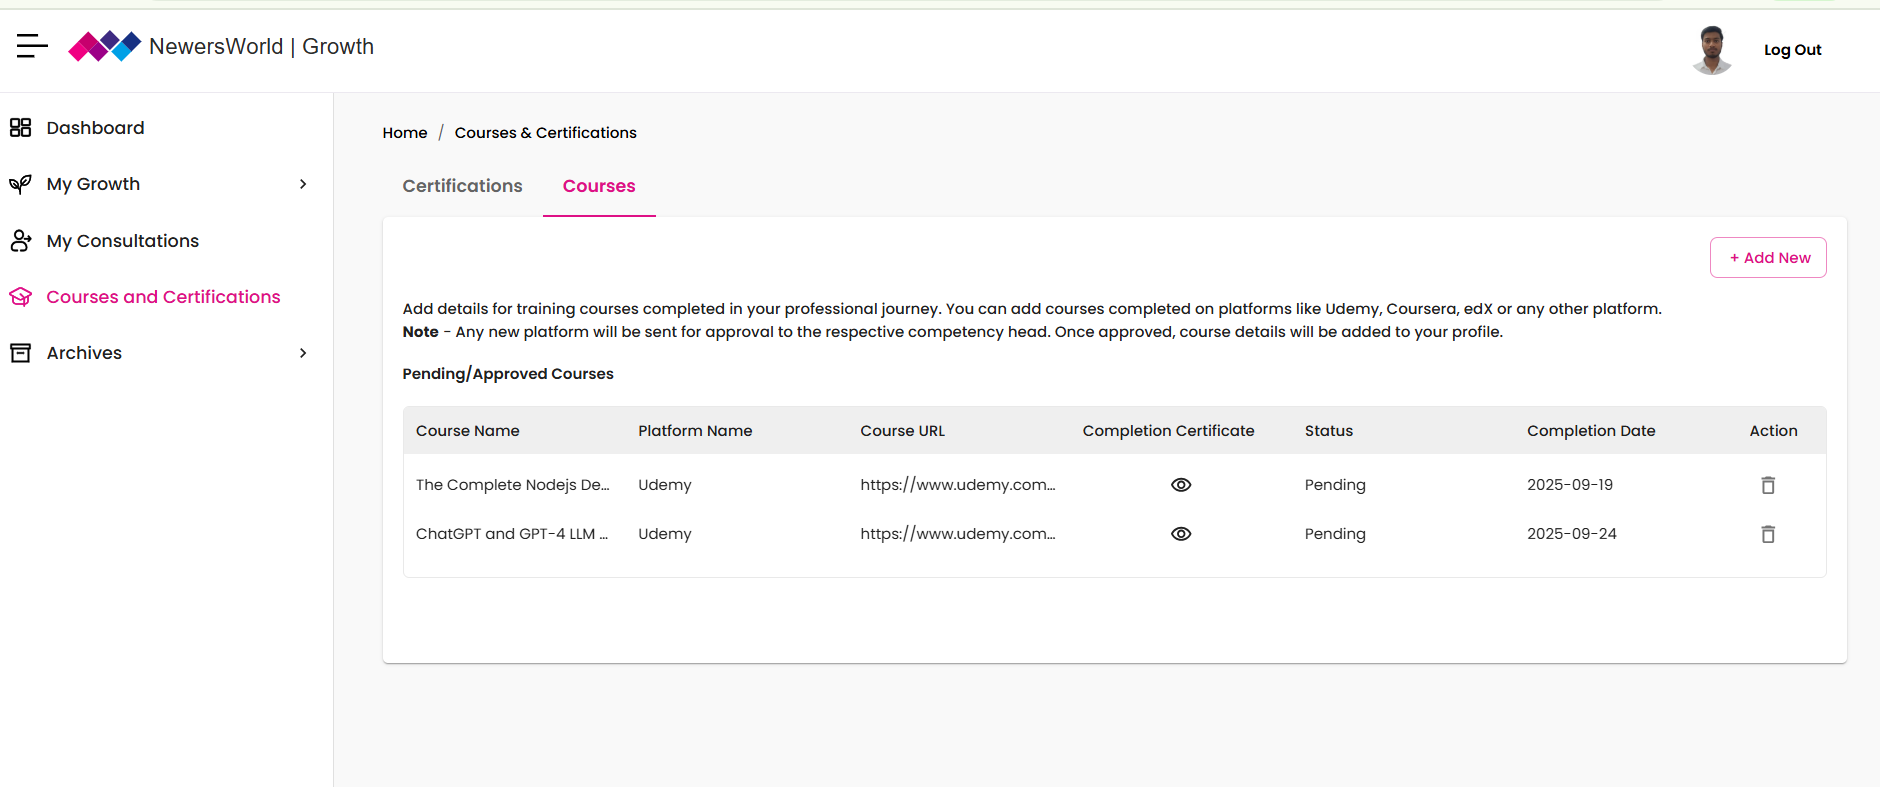 NewersWorld | Growth
Log Out
Dashboard
My Growth
My Consultations
Courses and Certifications
Archives
Home / Courses & Certifications
Certifications Courses
+ Add New
Add details for training courses completed in your professional journey. You can add courses completed on platforms like Udemy, Coursera, edX or any other platform.
Note - Any new platform will be sent for approval to the respective competency head. Once approved, course details will be added to your profile.
Pending/Approved Courses
Course Name Platform Name Course URL Completion Certificate Status Completion Date Action
The Complete Nodejs De... Udemy https://www.udemy.com... Pending 2025-09-19
ChatGPT and GPT-4 LLM ... Udemy https://www.udemy.com... Pending 2025-09-24